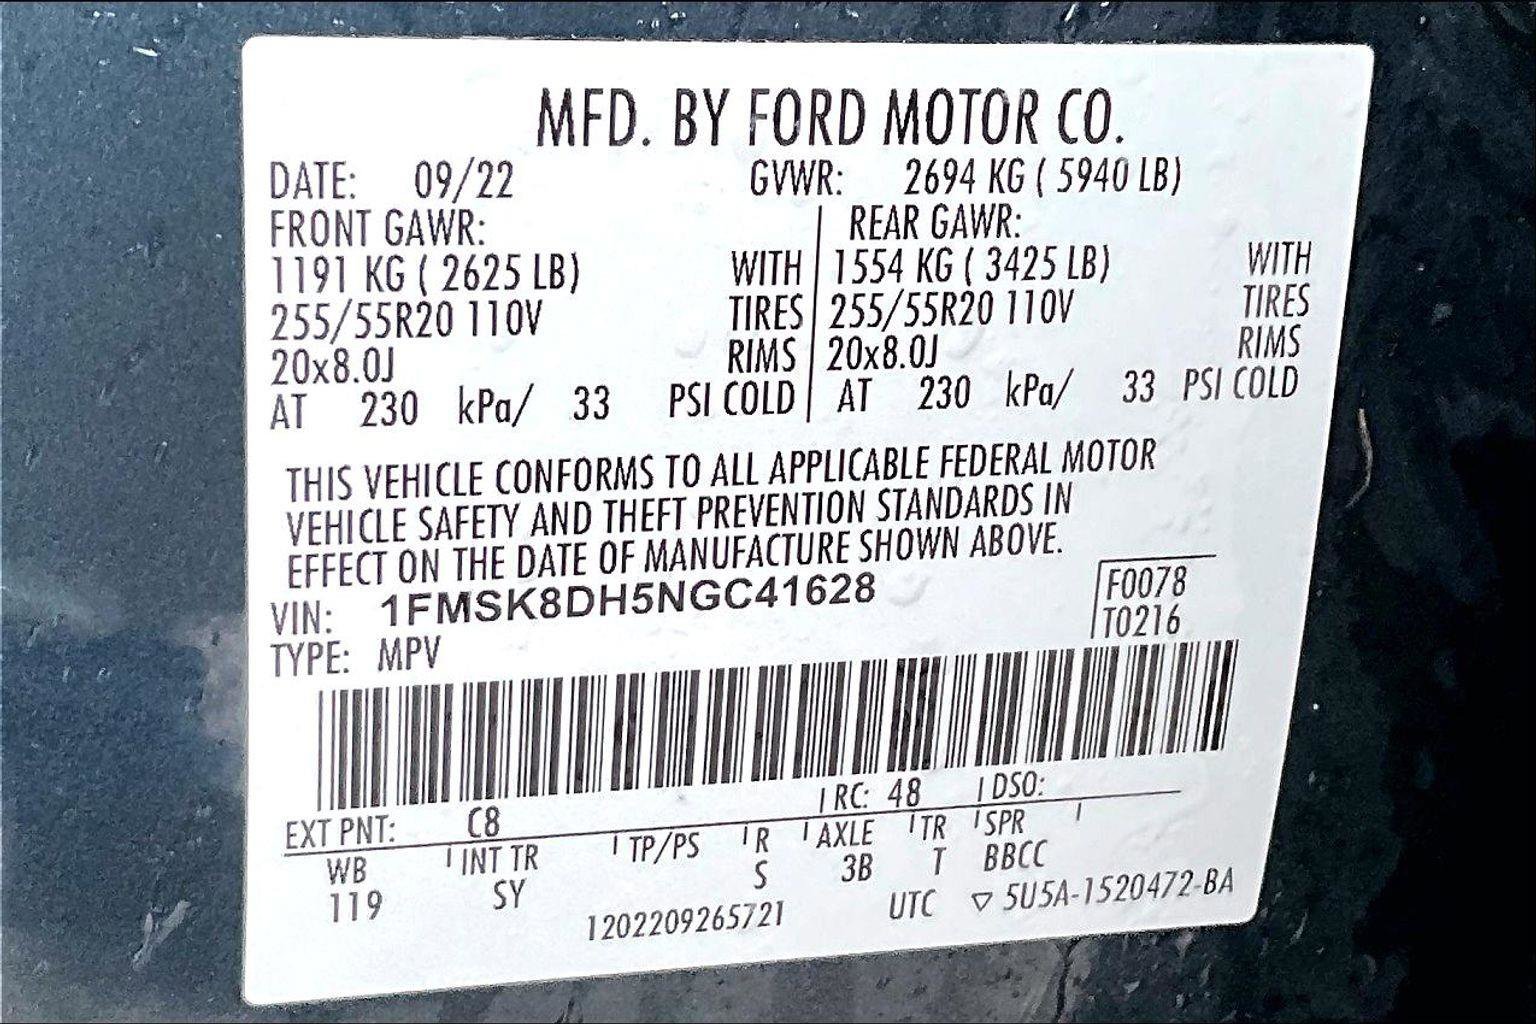 MFD. BY FORD MOTOR CO.
DATE: 09/22 GVWR: 2694 KG ( 5940 LB)
FRONT GAWR: REAR GAWR:
1191 KG ( 2625 LB) WITH 1554 KG ( 3425 LB) WITH
255/55R20 110V TIRES 255/55R20 110V TIRES
20x8.0J RIMS 20x8.0J RIMS
AT 230 kPa/ 33 PSI COLD AT 230 kPa/ 33 PSI COLD
THIS VEHICLE CONFORMS TO ALL APPLICABLE FEDERAL MOTOR
VEHICLE SAFETY AND THEFT PREVENTION STANDARDS IN
EFFECT ON THE DATE OF MANUFACTURE SHOWN ABOVE.
VIN: 1FMSK8DH5NGC41628 F0078
TYPE: MPV T0216
EXT PNT: C8 RC: 48 DSO:
WB INT TR TP/PS R AXLE TR SPR
119 SY S 3B T BBCC
1202209265721 UTC ▽ 5U5A-1520472-BA